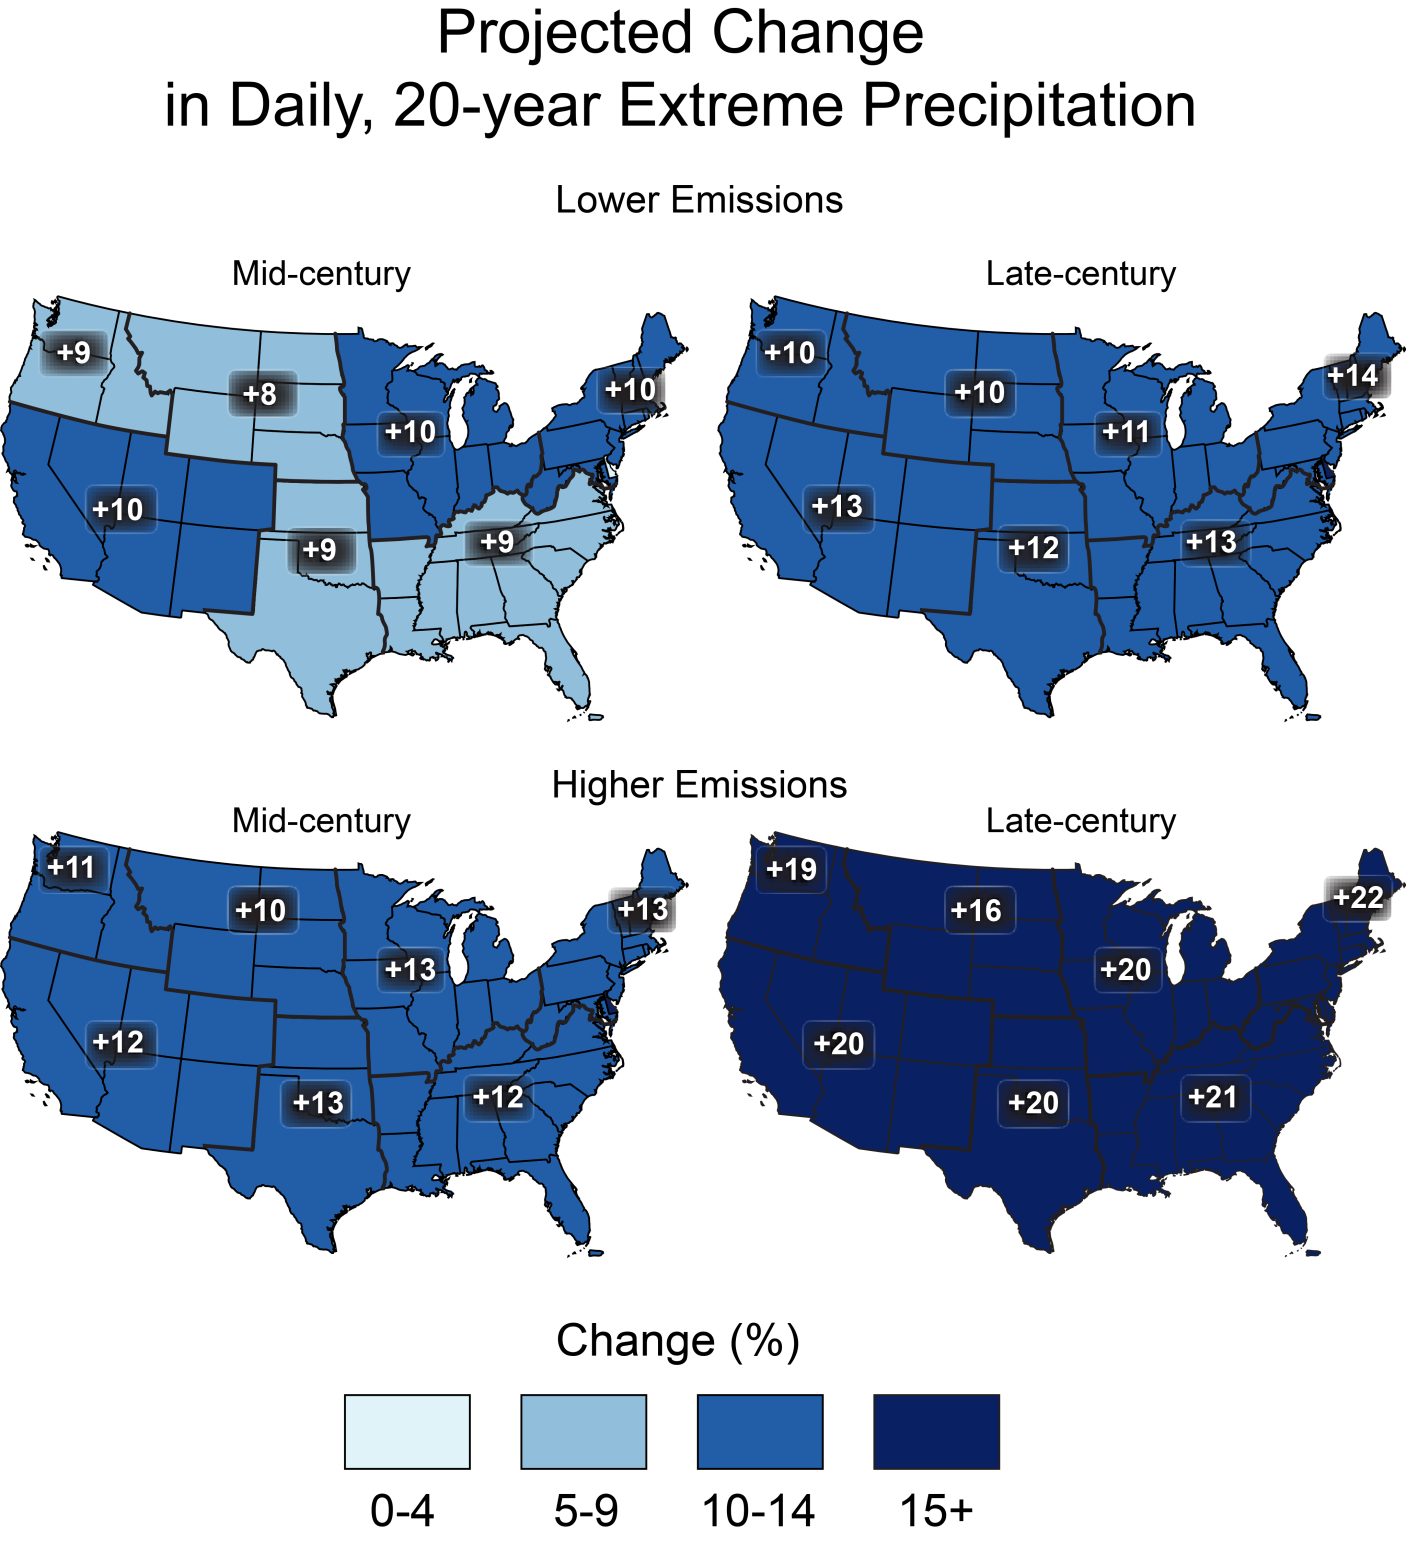 Projected Change
in Daily, 20-year Extreme Precipitation
Lower Emissions
Mid-century
+9
+8
+10
+10
+10
+9
+9
Late-century
+10
+10
+14
+11
+13
+12
+13
Higher Emissions
Mid-century
+11
+10
+13
+13
+12
+13
+12
Late-century
+19
+16
+22
+20
+20
+20
+21
Change (%)
0-4 5-9 10-14 15+